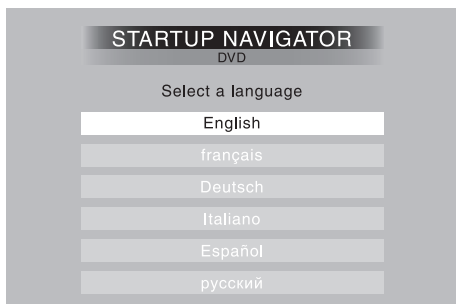 STARTUP NAVIGATOR
DVD
Select a language
English
français
Deutsch
Italiano
Español
русский